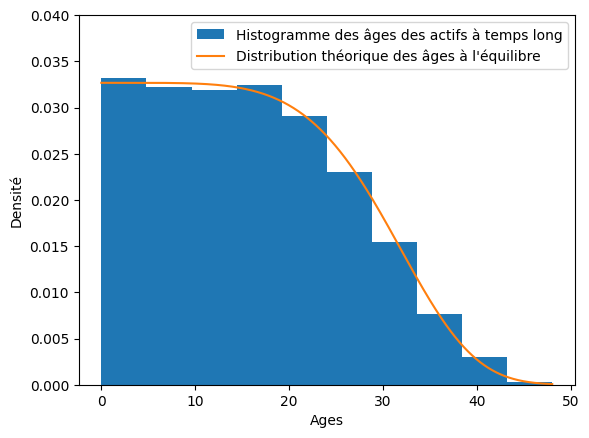 Histogramme des âges des actifs à temps long
Distribution théorique des âges à l'équilibre
0.040
0.035
0.030
0.025
0.020
0.015
0.010
0.005
0.000
Densité
0 10 20 30 40 50
Ages